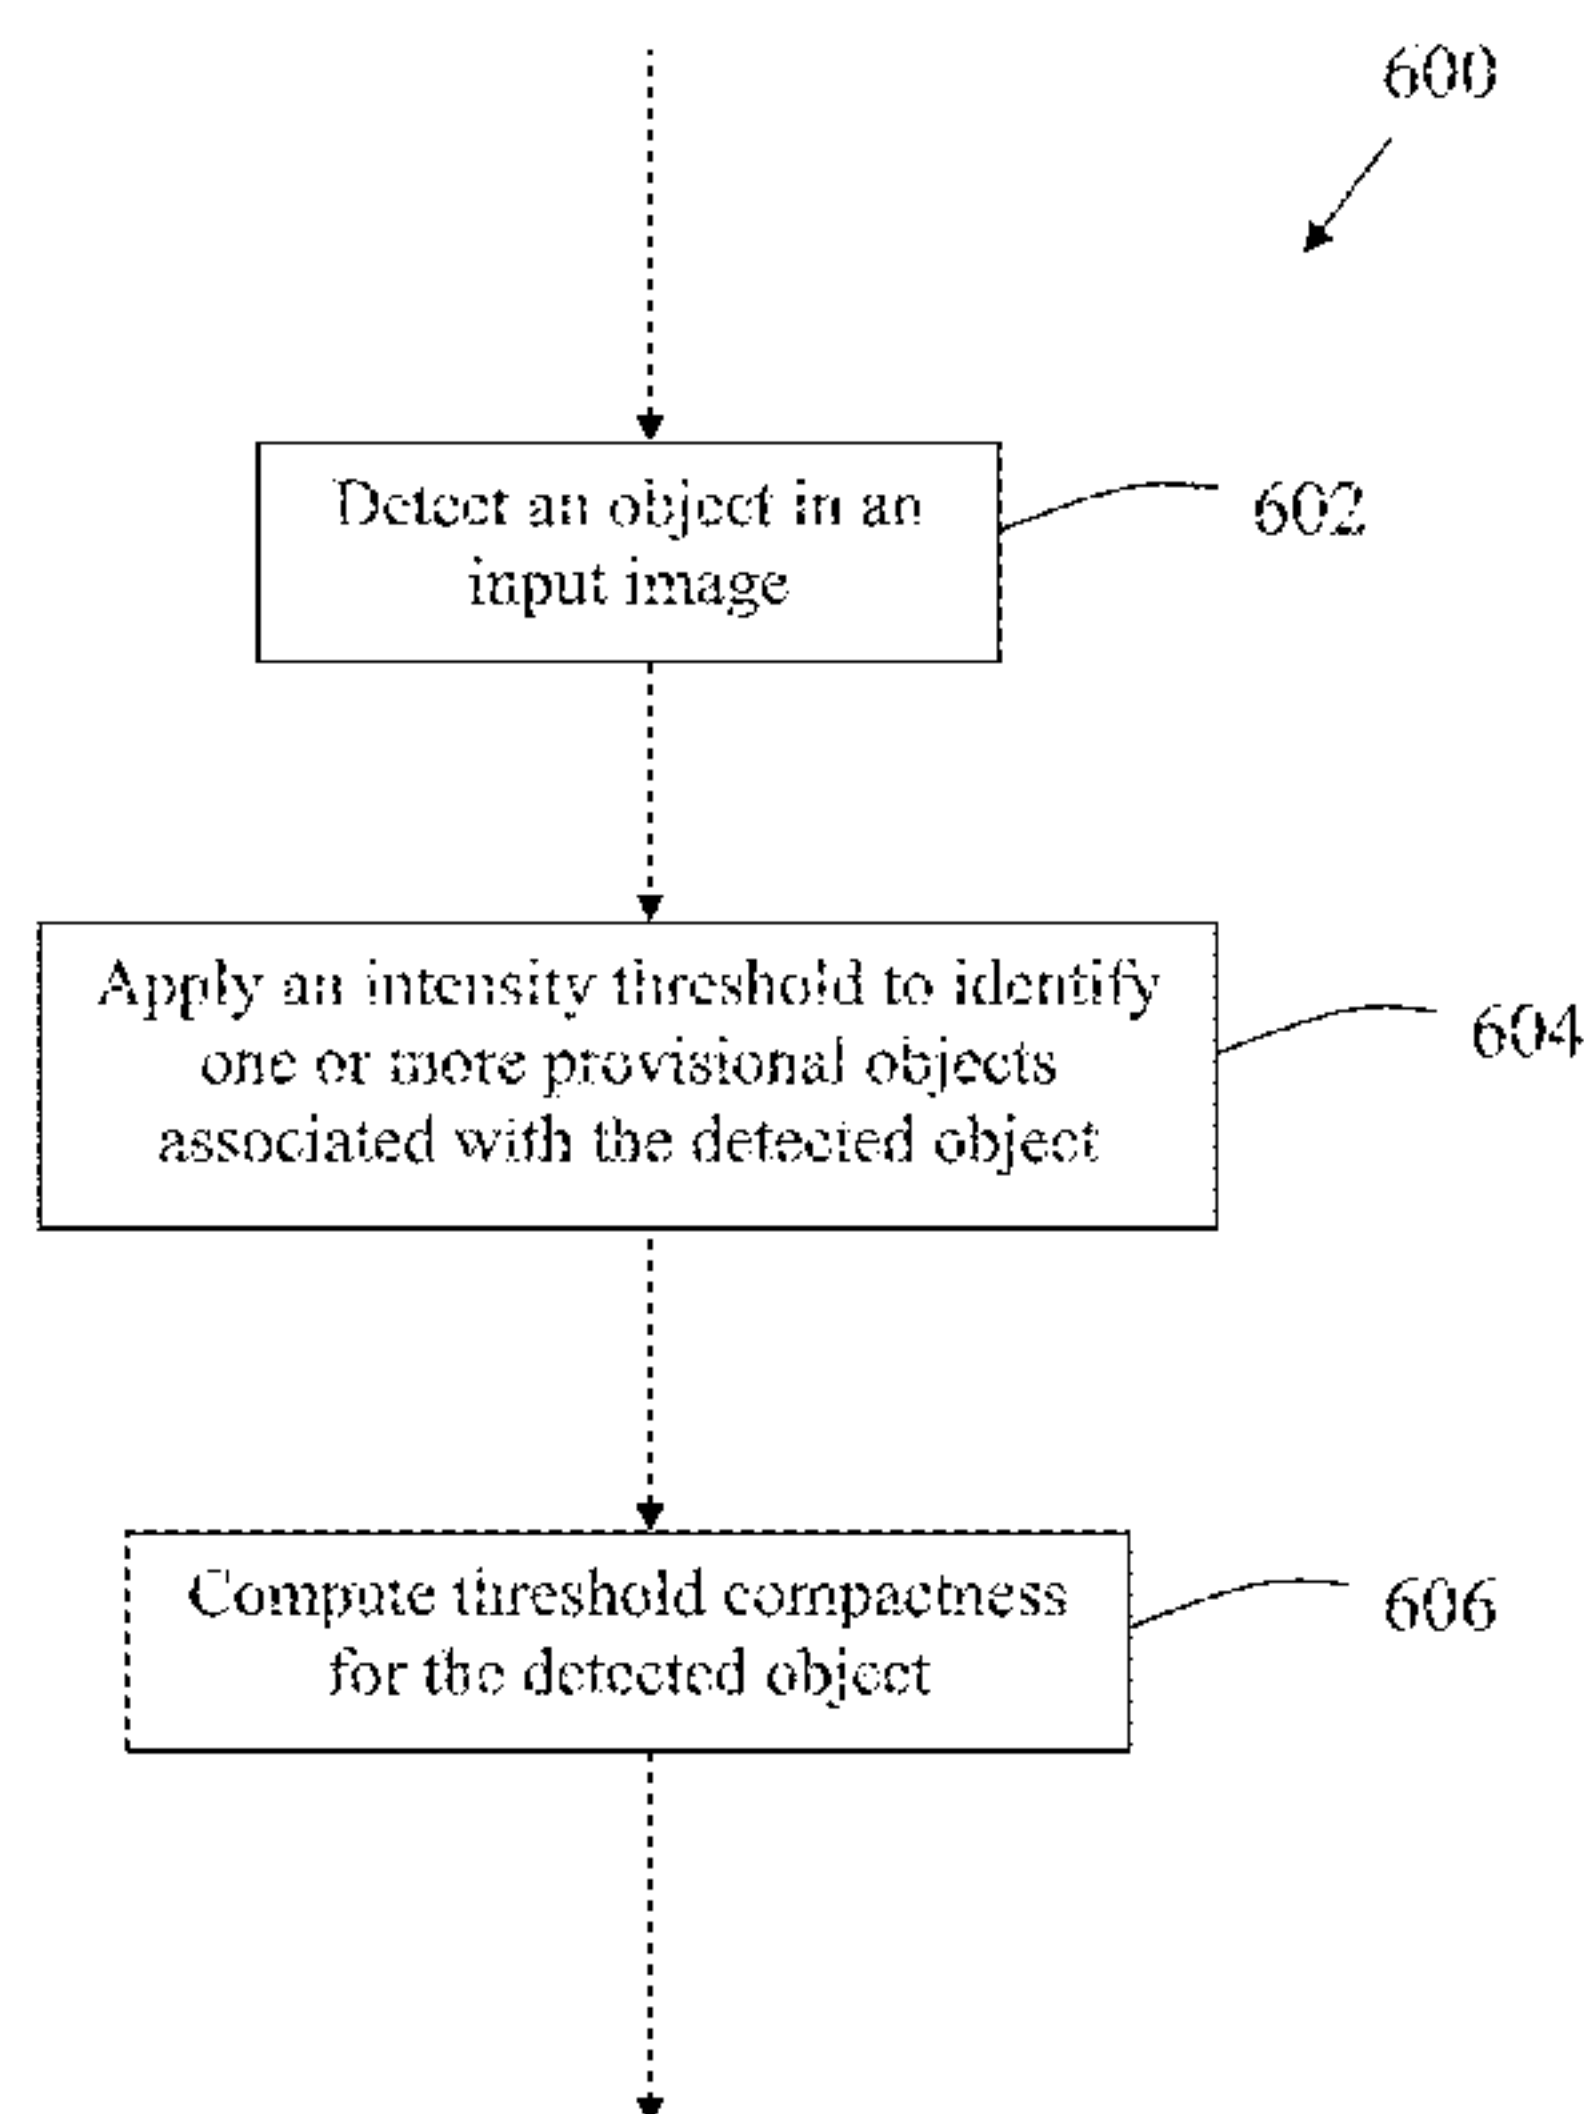 600
Detect an object in an
input image
602
Apply an intensity threshold to identify
one or more provisional objects
associated with the detected object
604
Compute threshold compactness
for the detected object
606